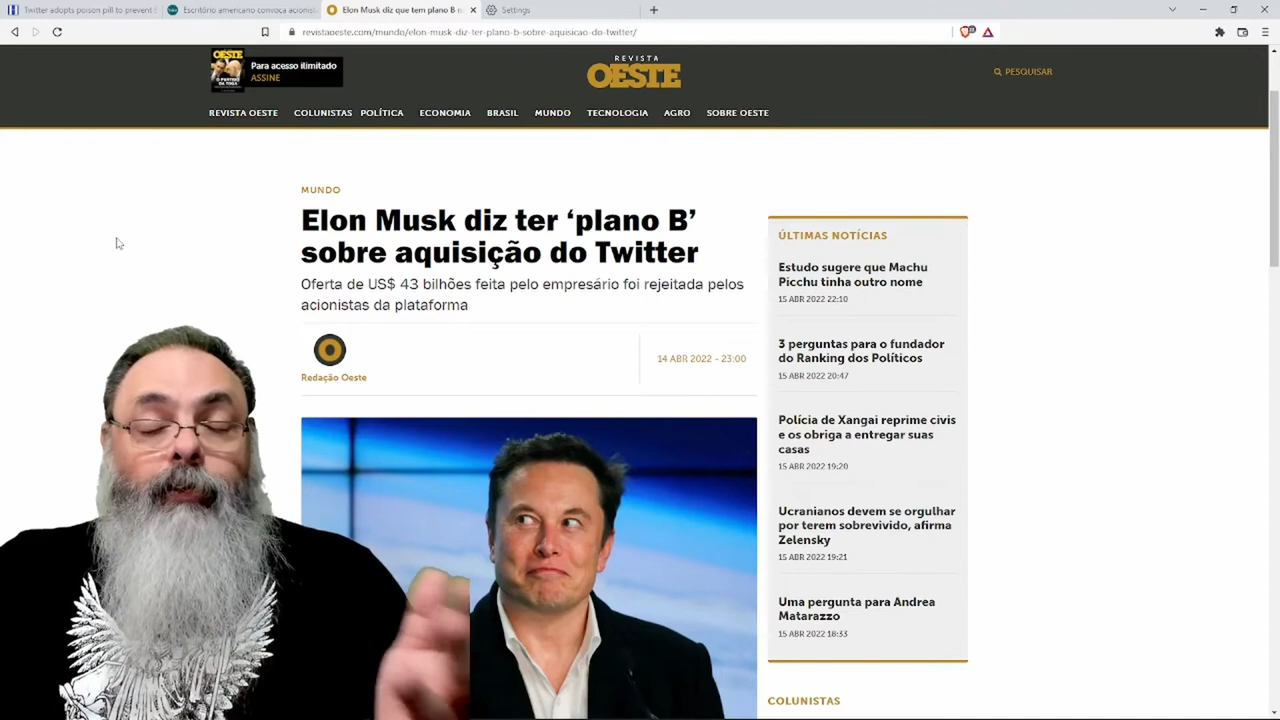 Twitter adopts poison pill to prevent
Escritório americano convoca acionis
Elon Musk diz que tem plano B n
Settings
revistaoeste.com/mundo/elon-musk-diz-ter-plano-b-sobre-aquisicao-do-twitter/
OESTE
Para acesso ilimitado
ASSINE
REVISTA
OESTE
PESQUISAR
REVISTA OESTE
COLUNISTAS
POLÍTICA
ECONOMIA
BRASIL
MUNDO
TECNOLOGIA
AGRO
SOBRE OESTE
MUNDO
Elon Musk diz ter ‘plano B’
sobre aquisição do Twitter
Oferta de US$ 43 bilhões feita pelo empresário foi rejeitada pelos
acionistas da plataforma
Redação Oeste
14 ABR 2022 - 23:00
ÚLTIMAS NOTÍCIAS
Estudo sugere que Machu
Picchu tinha outro nome
15 ABR 2022 22:10
3 perguntas para o fundador
do Ranking dos Políticos
15 ABR 2022 20:47
Polícia de Xangai reprime civis
e os obriga a entregar suas
casas
15 ABR 2022 19:20
Ucranianos devem se orgulhar
por terem sobrevivido, afirma
Zelensky
15 ABR 2022 19:21
Uma pergunta para Andrea
Matarazzo
15 ABR 2022 18:33
COLUNISTAS